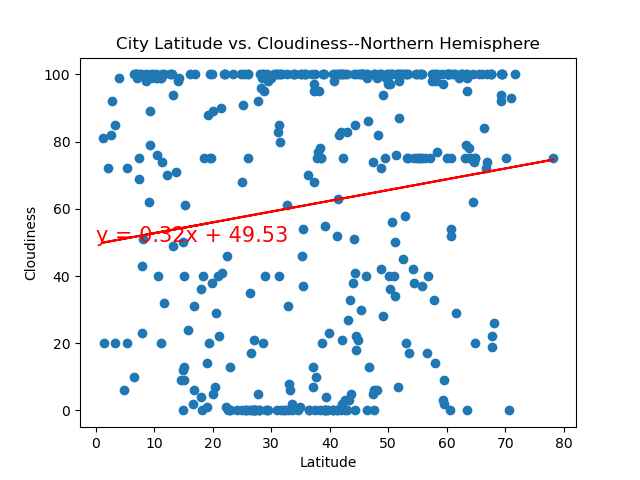 City Latitude vs. Cloudiness--Northern Hemisphere
100
80
60
40
20
0
Cloudiness
y = 0.32x + 49.53
0 10 20 30 40 50 60 70 80
Latitude